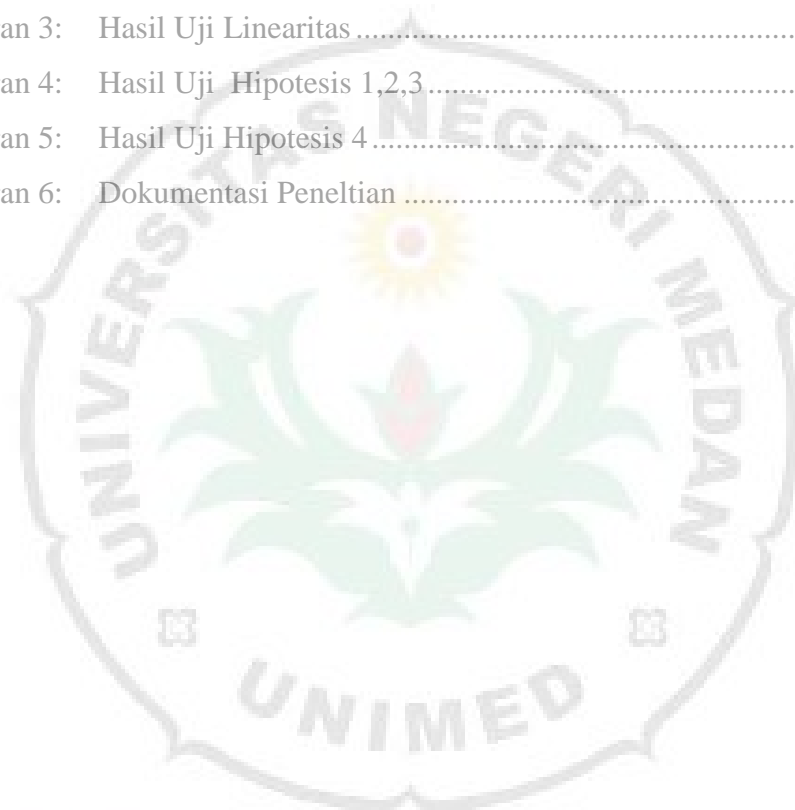 an 3: Hasil Uji Linearitas ................................................
an 4: Hasil Uji Hipotesis 1,2,3 ................................................
an 5: Hasil Uji Hipotesis 4 ................................................
an 6: Dokumentasi Peneltian ................................................
UNIVERSITAS NEGERI MEDAN
UNIMED